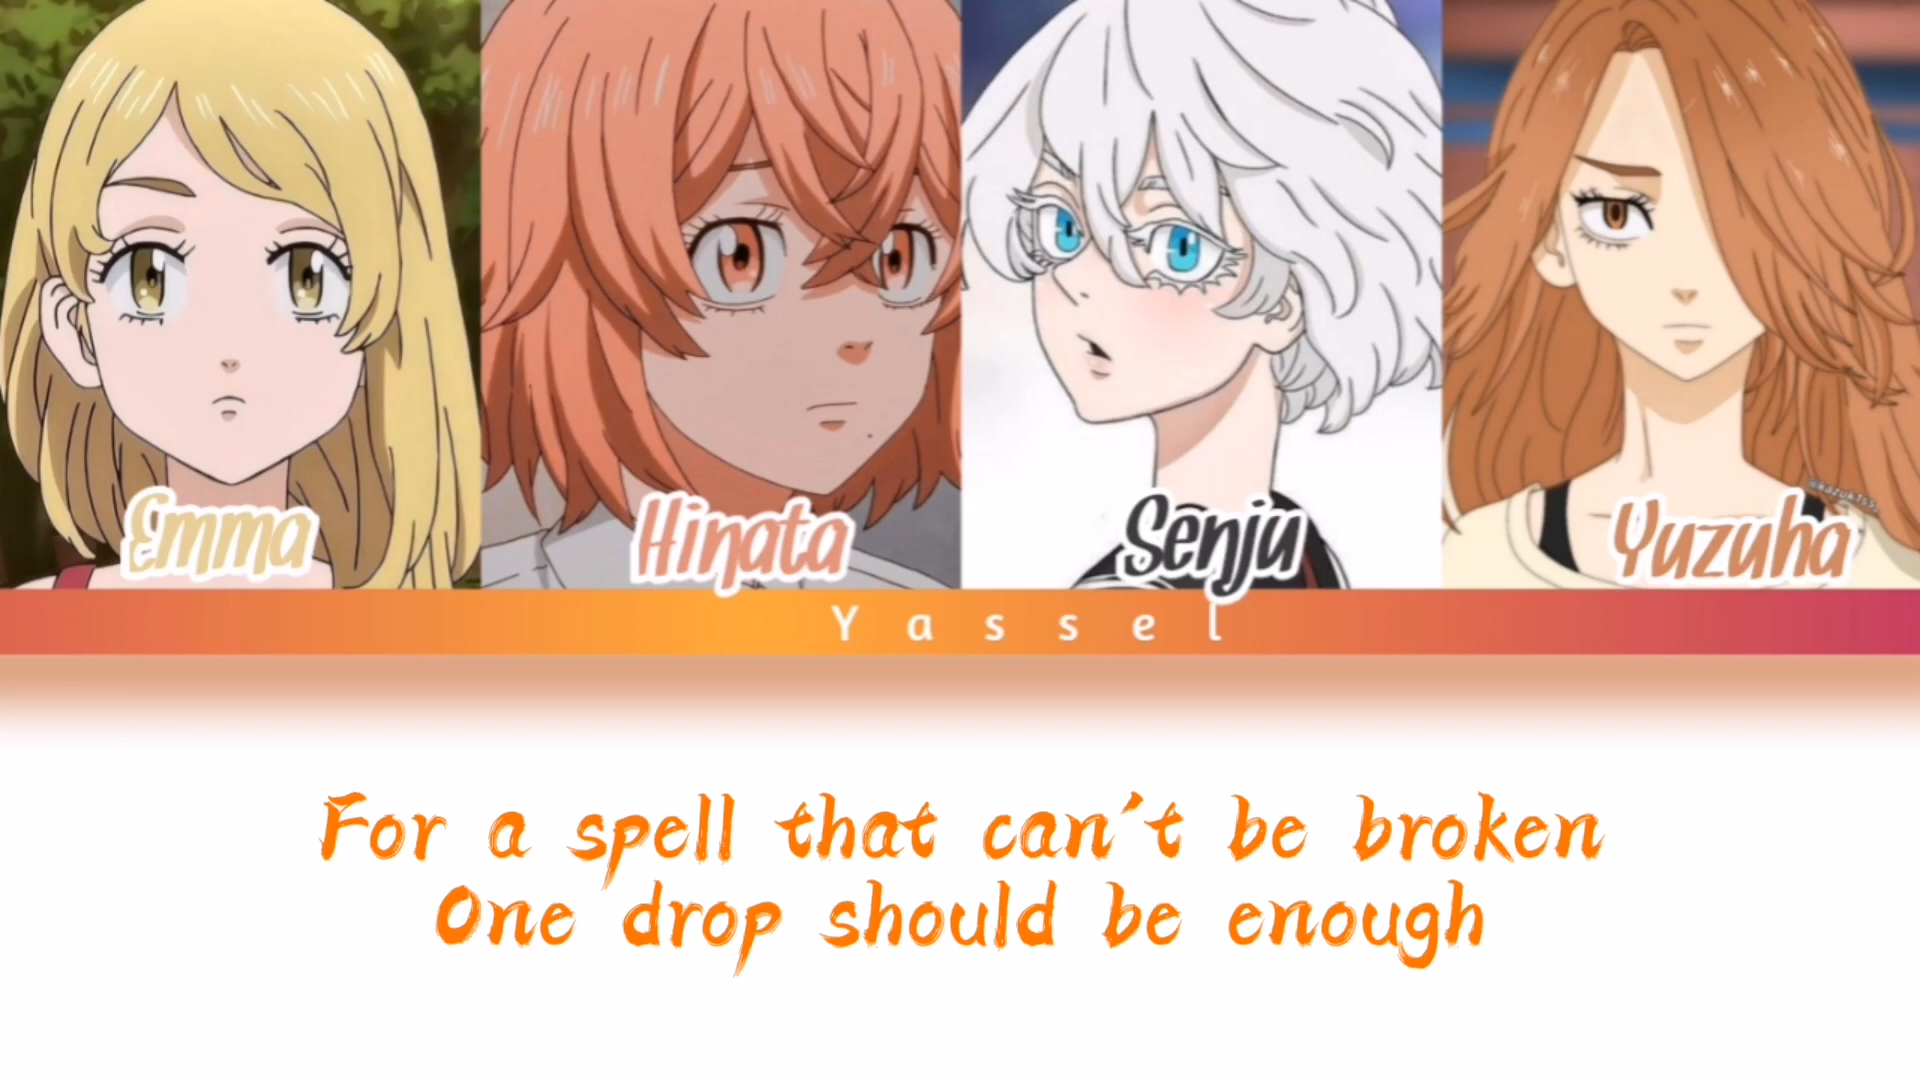 Emma Hinata Senju Yuzuha
Yassel
For a spell that can't be broken
One drop should be enough